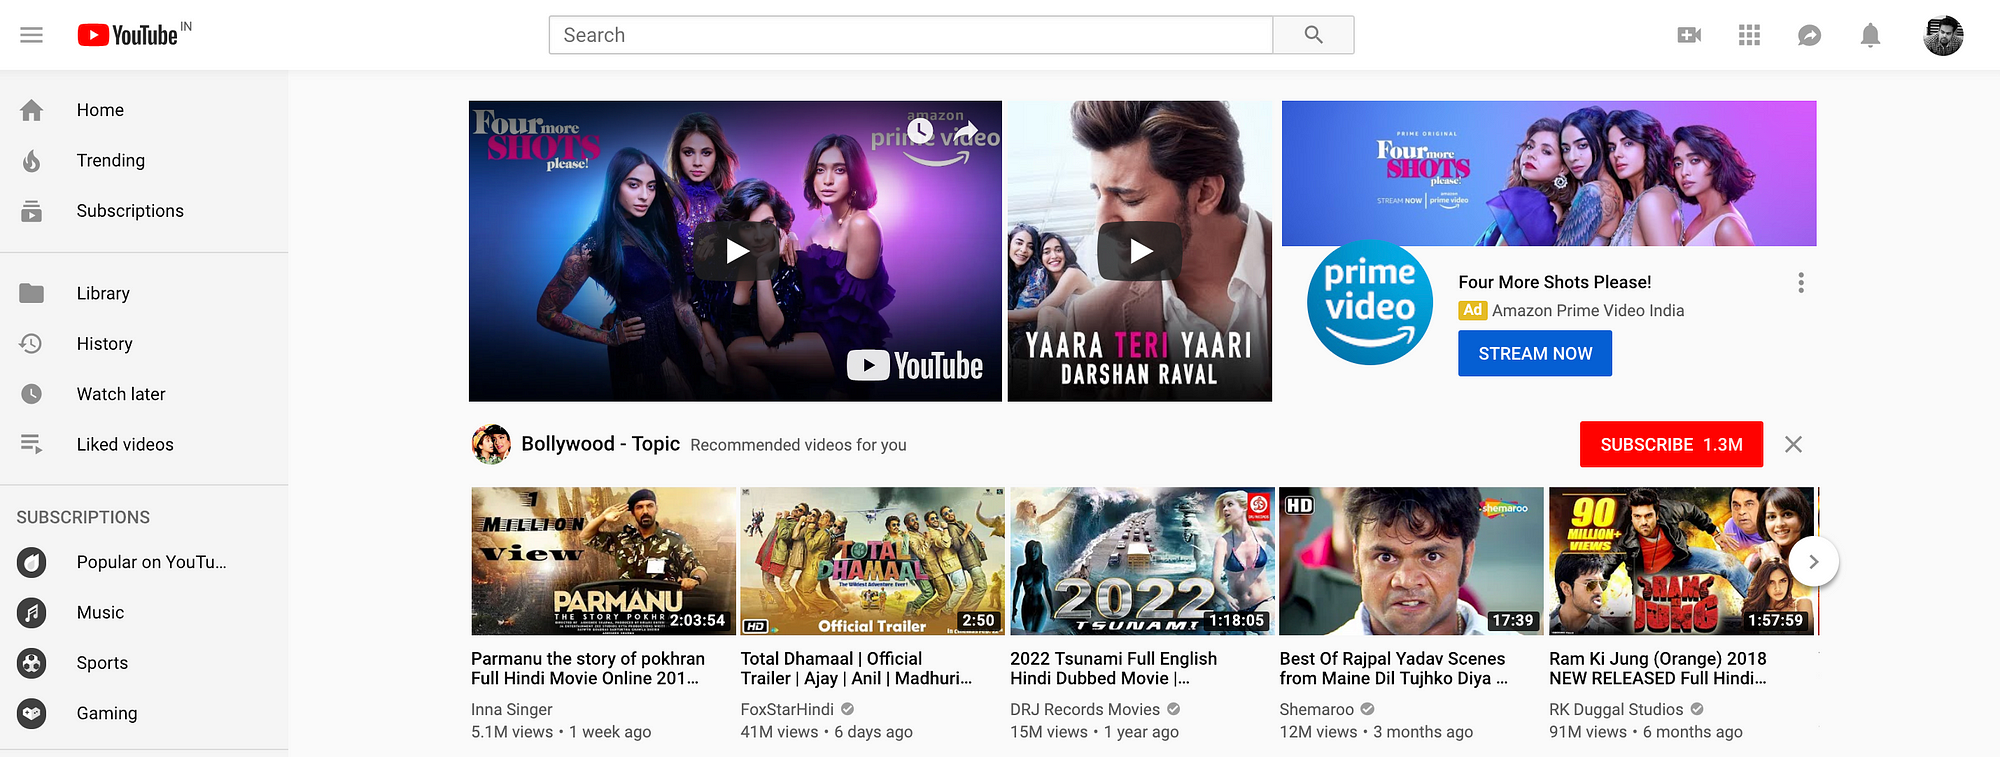 YouTube IN
Search
Home
Trending
Subscriptions
Library
History
Watch later
Liked videos
SUBSCRIPTIONS
Popular on YouTu...
Music
Sports
Gaming
Four more
SHOTS
please!
amazon
prime video
YouTube
YAARA TERI YAARI
DARSHAN RAVAL
PRIME ORIGINAL
Four more
SHOTS
please!
STREAM NOW
amazon
prime video
prime
video
Four More Shots Please!
Ad Amazon Prime Video India
STREAM NOW
Bollywood - Topic Recommended videos for you
SUBSCRIBE 1.3M
1
MILLION
View
PARMANU
THE STORY OF POKHR
2:03:54
Parmanu the story of pokhran
Full Hindi Movie Online 201...
Inna Singer
5.1M views • 1 week ago
TOTAL
DHAMAAL
The Wildest Adventure Ever!
HD
Official Trailer
2:50
Total Dhamaal | Official
Trailer | Ajay | Anil | Madhuri...
FoxStarHindi
41M views • 6 days ago
2022
TSUNAMI
1:18:05
2022 Tsunami Full English
Hindi Dubbed Movie |...
DRJ Records Movies
15M views • 1 year ago
HD
shemaroo
17:39
Best Of Rajpal Yadav Scenes
from Maine Dil Tujhko Diya ...
Shemaroo
12M views • 3 months ago
90
MILLION+
VIEWS
RAM KI
JUNG
1:57:59
Ram Ki Jung (Orange) 2018
NEW RELEASED Full Hindi...
RK Duggal Studios
91M views • 6 months ago